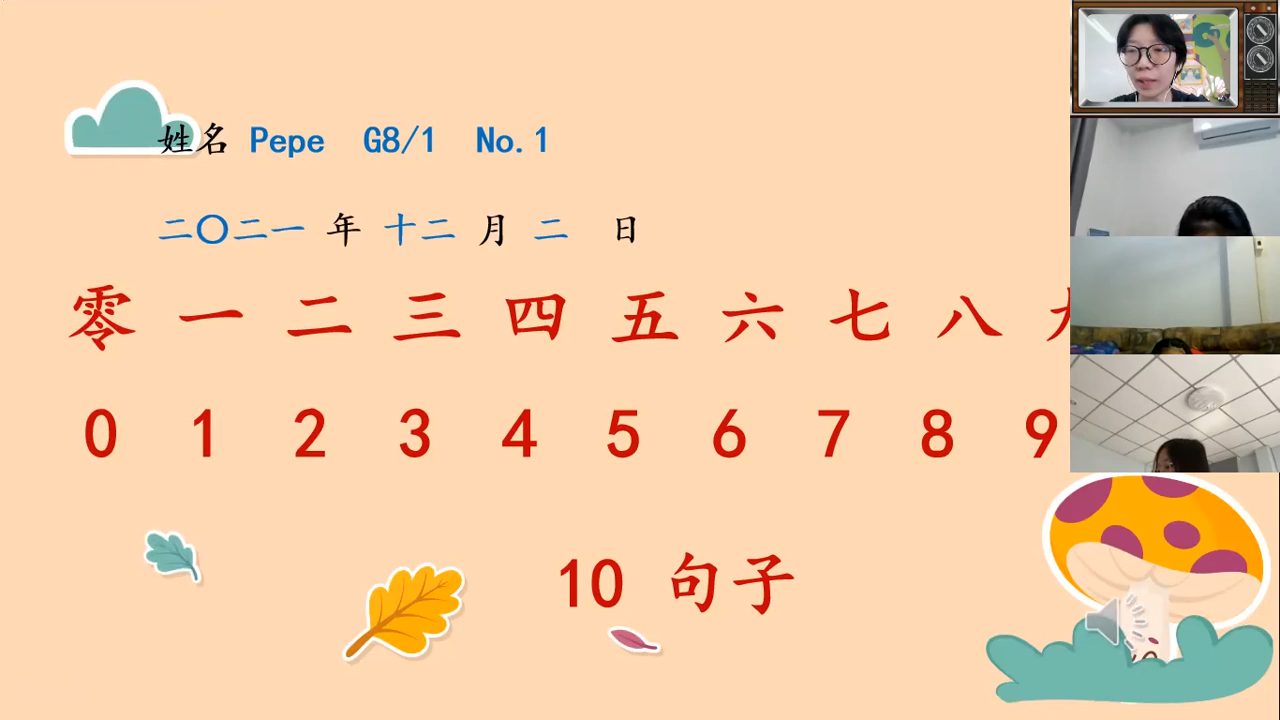 姓名 Pepe G8/1 No.1
二〇二一 年 十二 月 二 日
零 一 二 三 四 五 六 七 八
0 1 2 3 4 5 6 7 8 9
10 句子